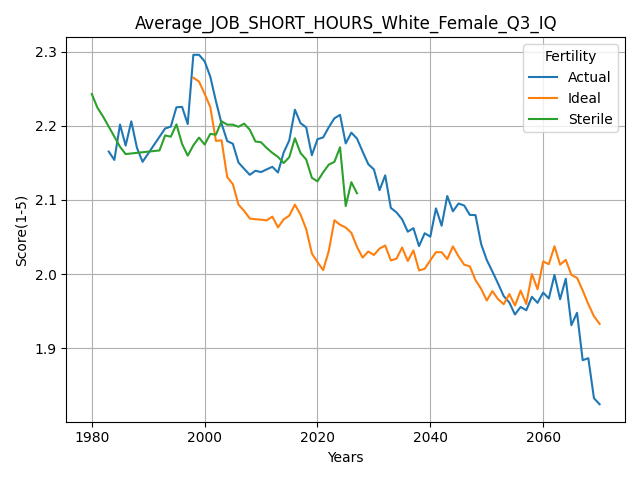 Average_JOB_SHORT_HOURS_White_Female_Q3_IQ
Fertility
Actual
Ideal
Sterile
Score(1-5)
2.3
2.2
2.1
2.0
1.9
1980
2000
2020
2040
2060
Years